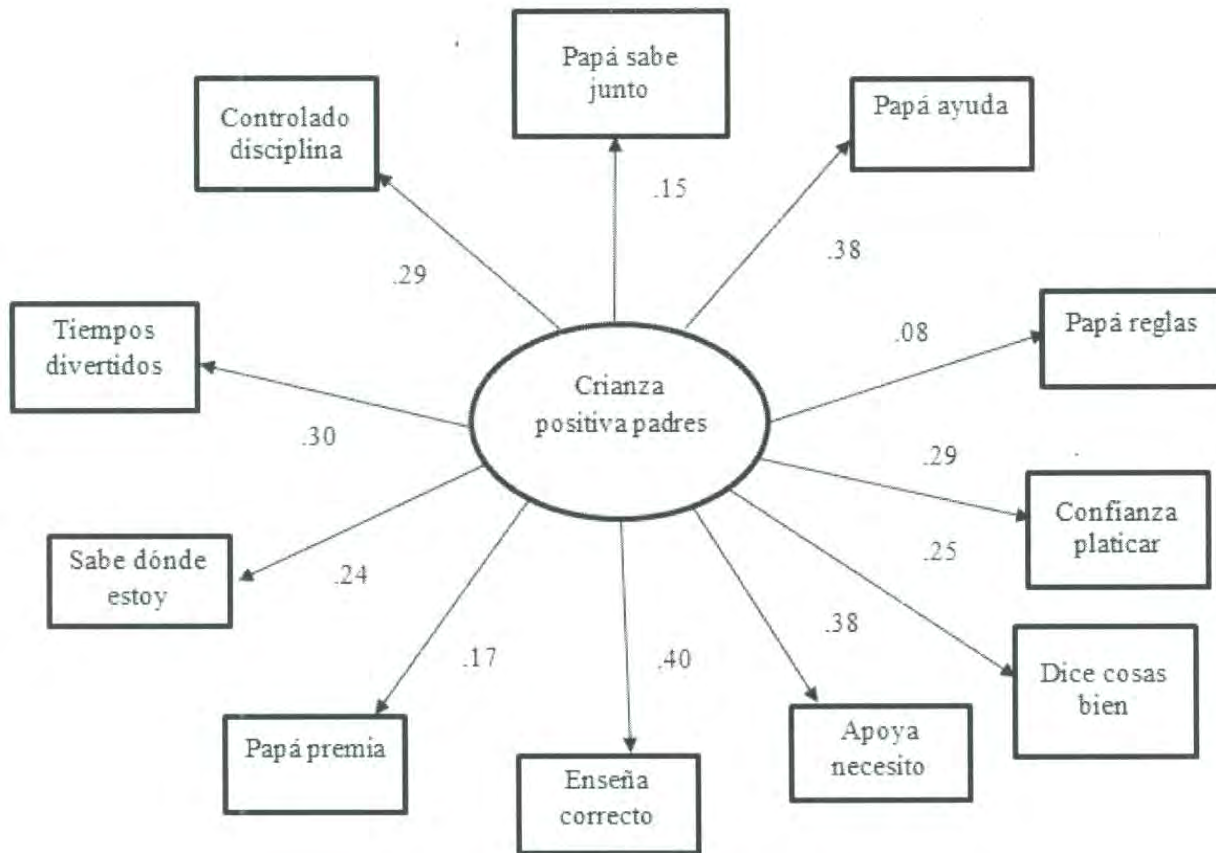 Papá sabe
junto
Controlado
disciplina
Papá ayuda
.15
.38
.29
Tiempos
divertidos
Papá reglas
.08
Crianza
positiva padres
.30
.29
Confianza
platicar
.25
Sabe dónde
estoy
.24
.38
.17
.40
Dice cosas
bien
Papá premia
Enseña
correcto
Apoya
necesito